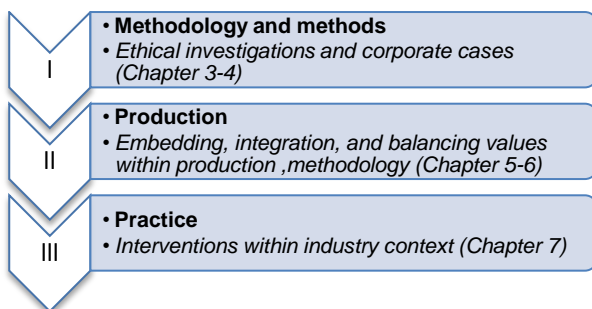 I
• Methodology and methods
• Ethical investigations and corporate cases
(Chapter 3-4)
II
• Production
• Embedding, integration, and balancing values
within production ,methodology (Chapter 5-6)
III
• Practice
• Interventions within industry context (Chapter 7)